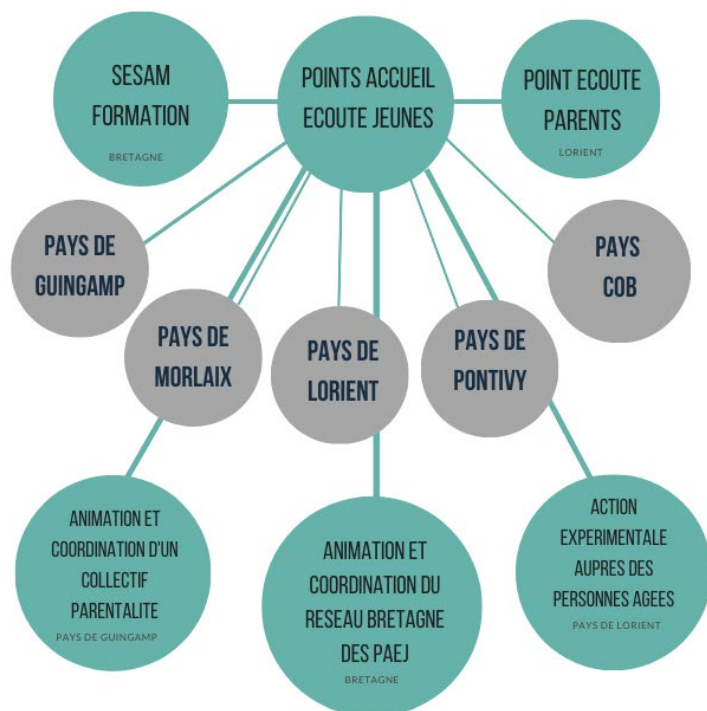 SESAM
FORMATION
BRETAGNE
POINTS ACCUEIL
ECOUTE JEUNES
POINT ECOUTE
PARENTS
LORIENT
PAYS DE
GUINGAMP
PAYS DE
MORLAIX
PAYS DE
LORIENT
PAYS DE
PONTIVY
PAYS
COB
ANIMATION ET
COORDINATION D'UN
COLLECTIF
PARENTALITE
PAYS DE GUINGAMP
ANIMATION ET
COORDINATION DU
RESEAU BRETAGNE
DES PAEJ
BRETAGNE
ACTION
EXPERIMENTALE
AUPRES DES
PERSONNES AGEES
PAYS DE LORIENT